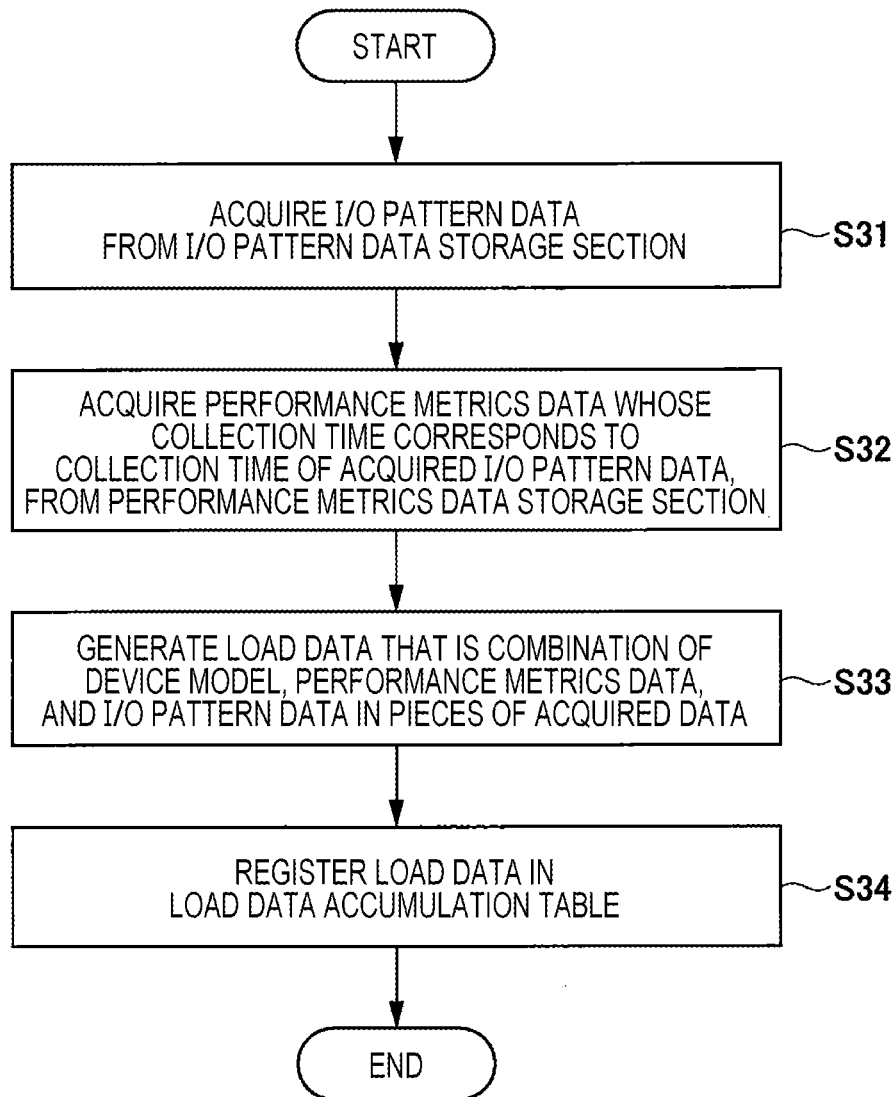 START
ACQUIRE I/O PATTERN DATA
FROM I/O PATTERN DATA STORAGE SECTION
S31
ACQUIRE PERFORMANCE METRICS DATA WHOSE
COLLECTION TIME CORRESPONDS TO
COLLECTION TIME OF ACQUIRED I/O PATTERN DATA,
FROM PERFORMANCE METRICS DATA STORAGE SECTION
S32
GENERATE LOAD DATA THAT IS COMBINATION OF
DEVICE MODEL, PERFORMANCE METRICS DATA,
AND I/O PATTERN DATA IN PIECES OF ACQUIRED DATA
S33
REGISTER LOAD DATA IN
LOAD DATA ACCUMULATION TABLE
S34
END